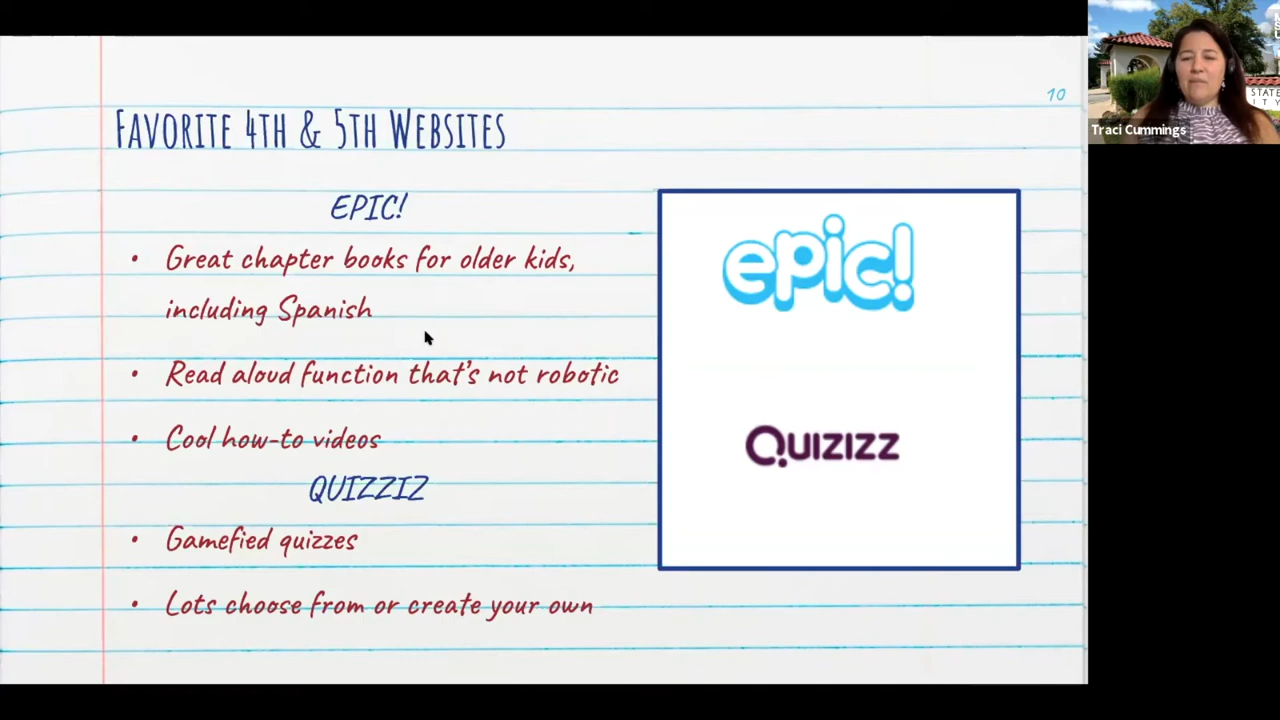 10
FAVORITE 4TH & 5TH WEBSITES
EPIC!
• Great chapter books for older kids,
including Spanish
• Read aloud function that's not robotic
• Cool how-to videos
QUIZZIZ
• Gamefied quizzes
• Lots choose from or create your own
epic!
QUIZIZZ
STATE
ITY
Traci Cummings